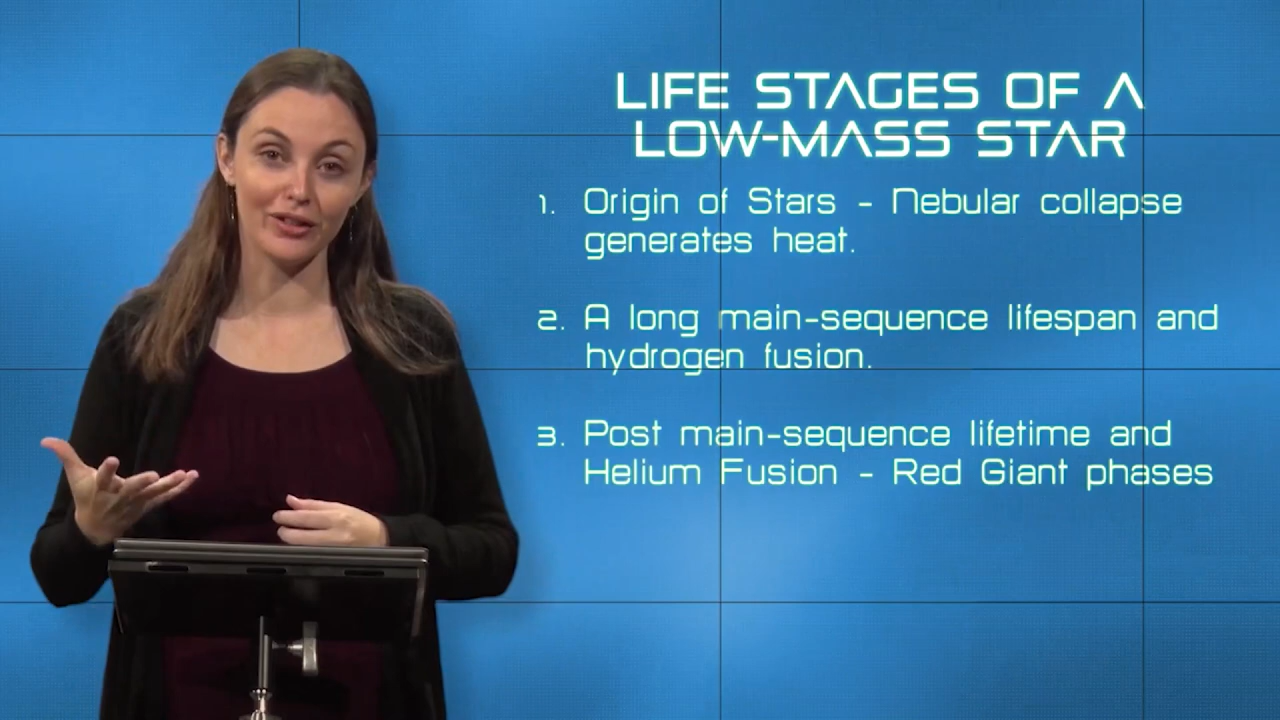 LIFE STAGES OF A
LOW-MASS STAR
1. Origin of Stars - Nebular collapse
generates heat.
2. A long main-sequence lifespan and
hydrogen fusion.
3. Post main-sequence lifetime and
Helium Fusion - Red Giant phases